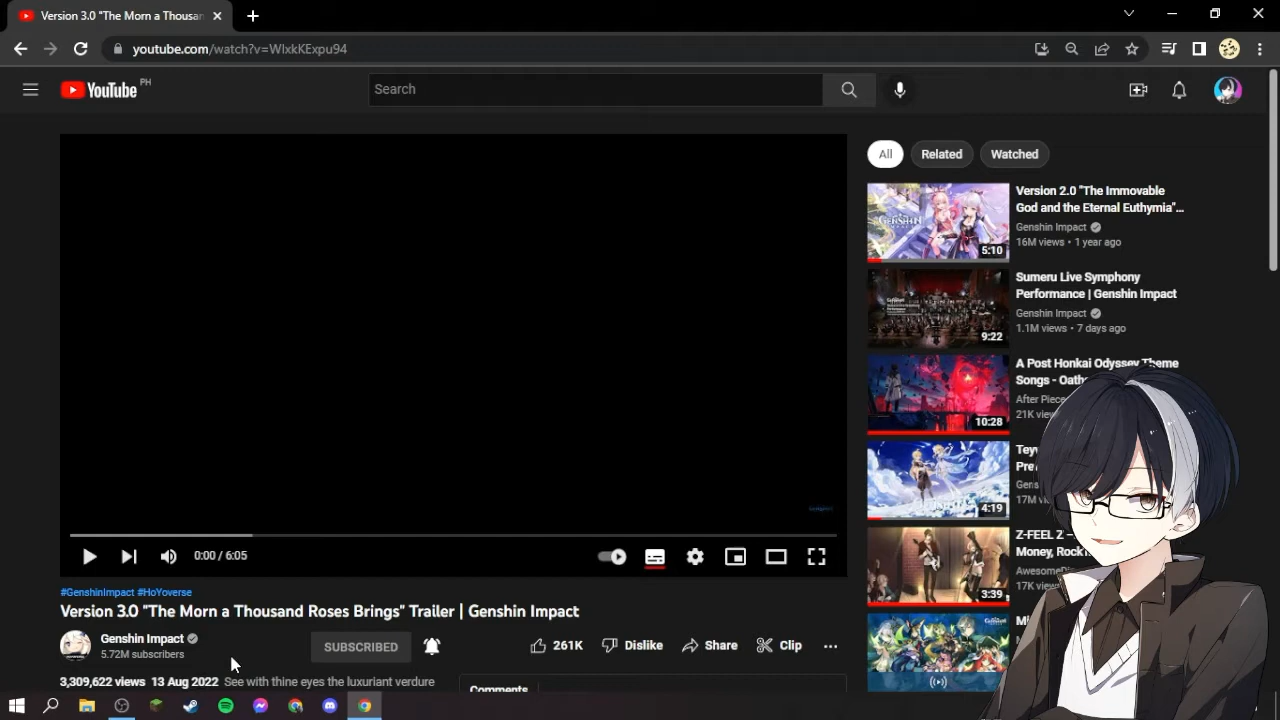 Version 3.0 "The Morn a Thousan
youtube.com/watch?v=WlxkKExpu94
YouTube PH
Search
All
Related
Watched
Version 2.0 "The Immovable
God and the Eternal Euthymia"...
Genshin Impact
16M views • 1 year ago
5:10
Sumeru Live Symphony
Performance | Genshin Impact
Genshin Impact
1.1M views • 7 days ago
9:22
A Post Honkai Odyssey Theme
Songs - Oath
After Piece
21K view
10:28
Teyv
Pre
Gens
17M
4:19
Z-FEEL 2 –
Money, Rock
AwesomeD
17K view
3:39
0:00 / 6:05
#GenshinImpact #HoYoverse
Version 3.0 "The Morn a Thousand Roses Brings" Trailer | Genshin Impact
Genshin Impact
5.72M subscribers
SUBSCRIBED
261K
Dislike
Share
Clip
3,309,622 views 13 Aug 2022 See with thine eyes the luxuriant verdure
Comments